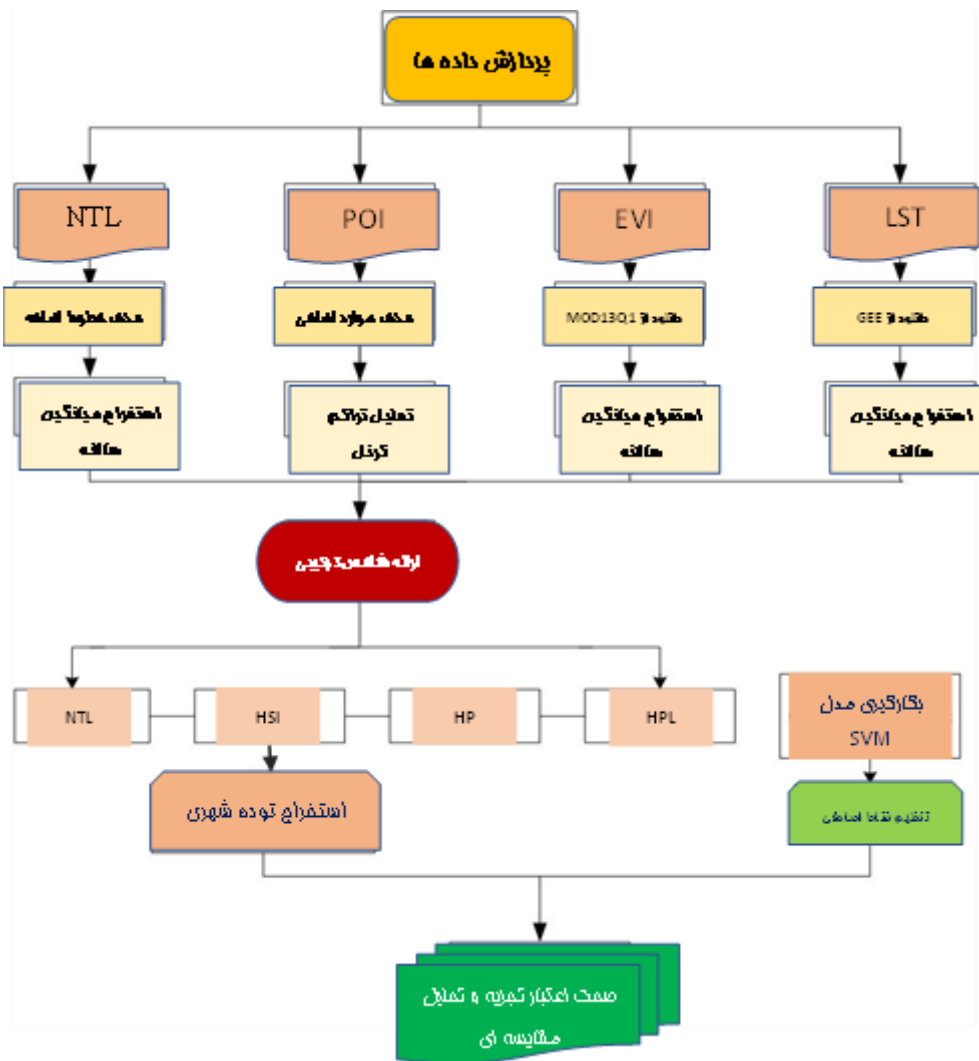 پردازش داده ها
NTL
POI
EVI
LST
حذف خطوط اضافه
حذف موارد اضافی
دانلود از MOD13Q1
دانلود از GEE
استخراج میانگین
سالانه
تحلیل تراکم
کرنل
استخراج میانگین
سالانه
استخراج میانگین
سالانه
ارائه شاخص ترکیبی
NTL
HSI
HP
HPL
بکارگیری مدل
SVM
استخراج توده شهری
تنظیم نقاط
صحت اعتبار تجزیه و تحلیل
مقایسه ای